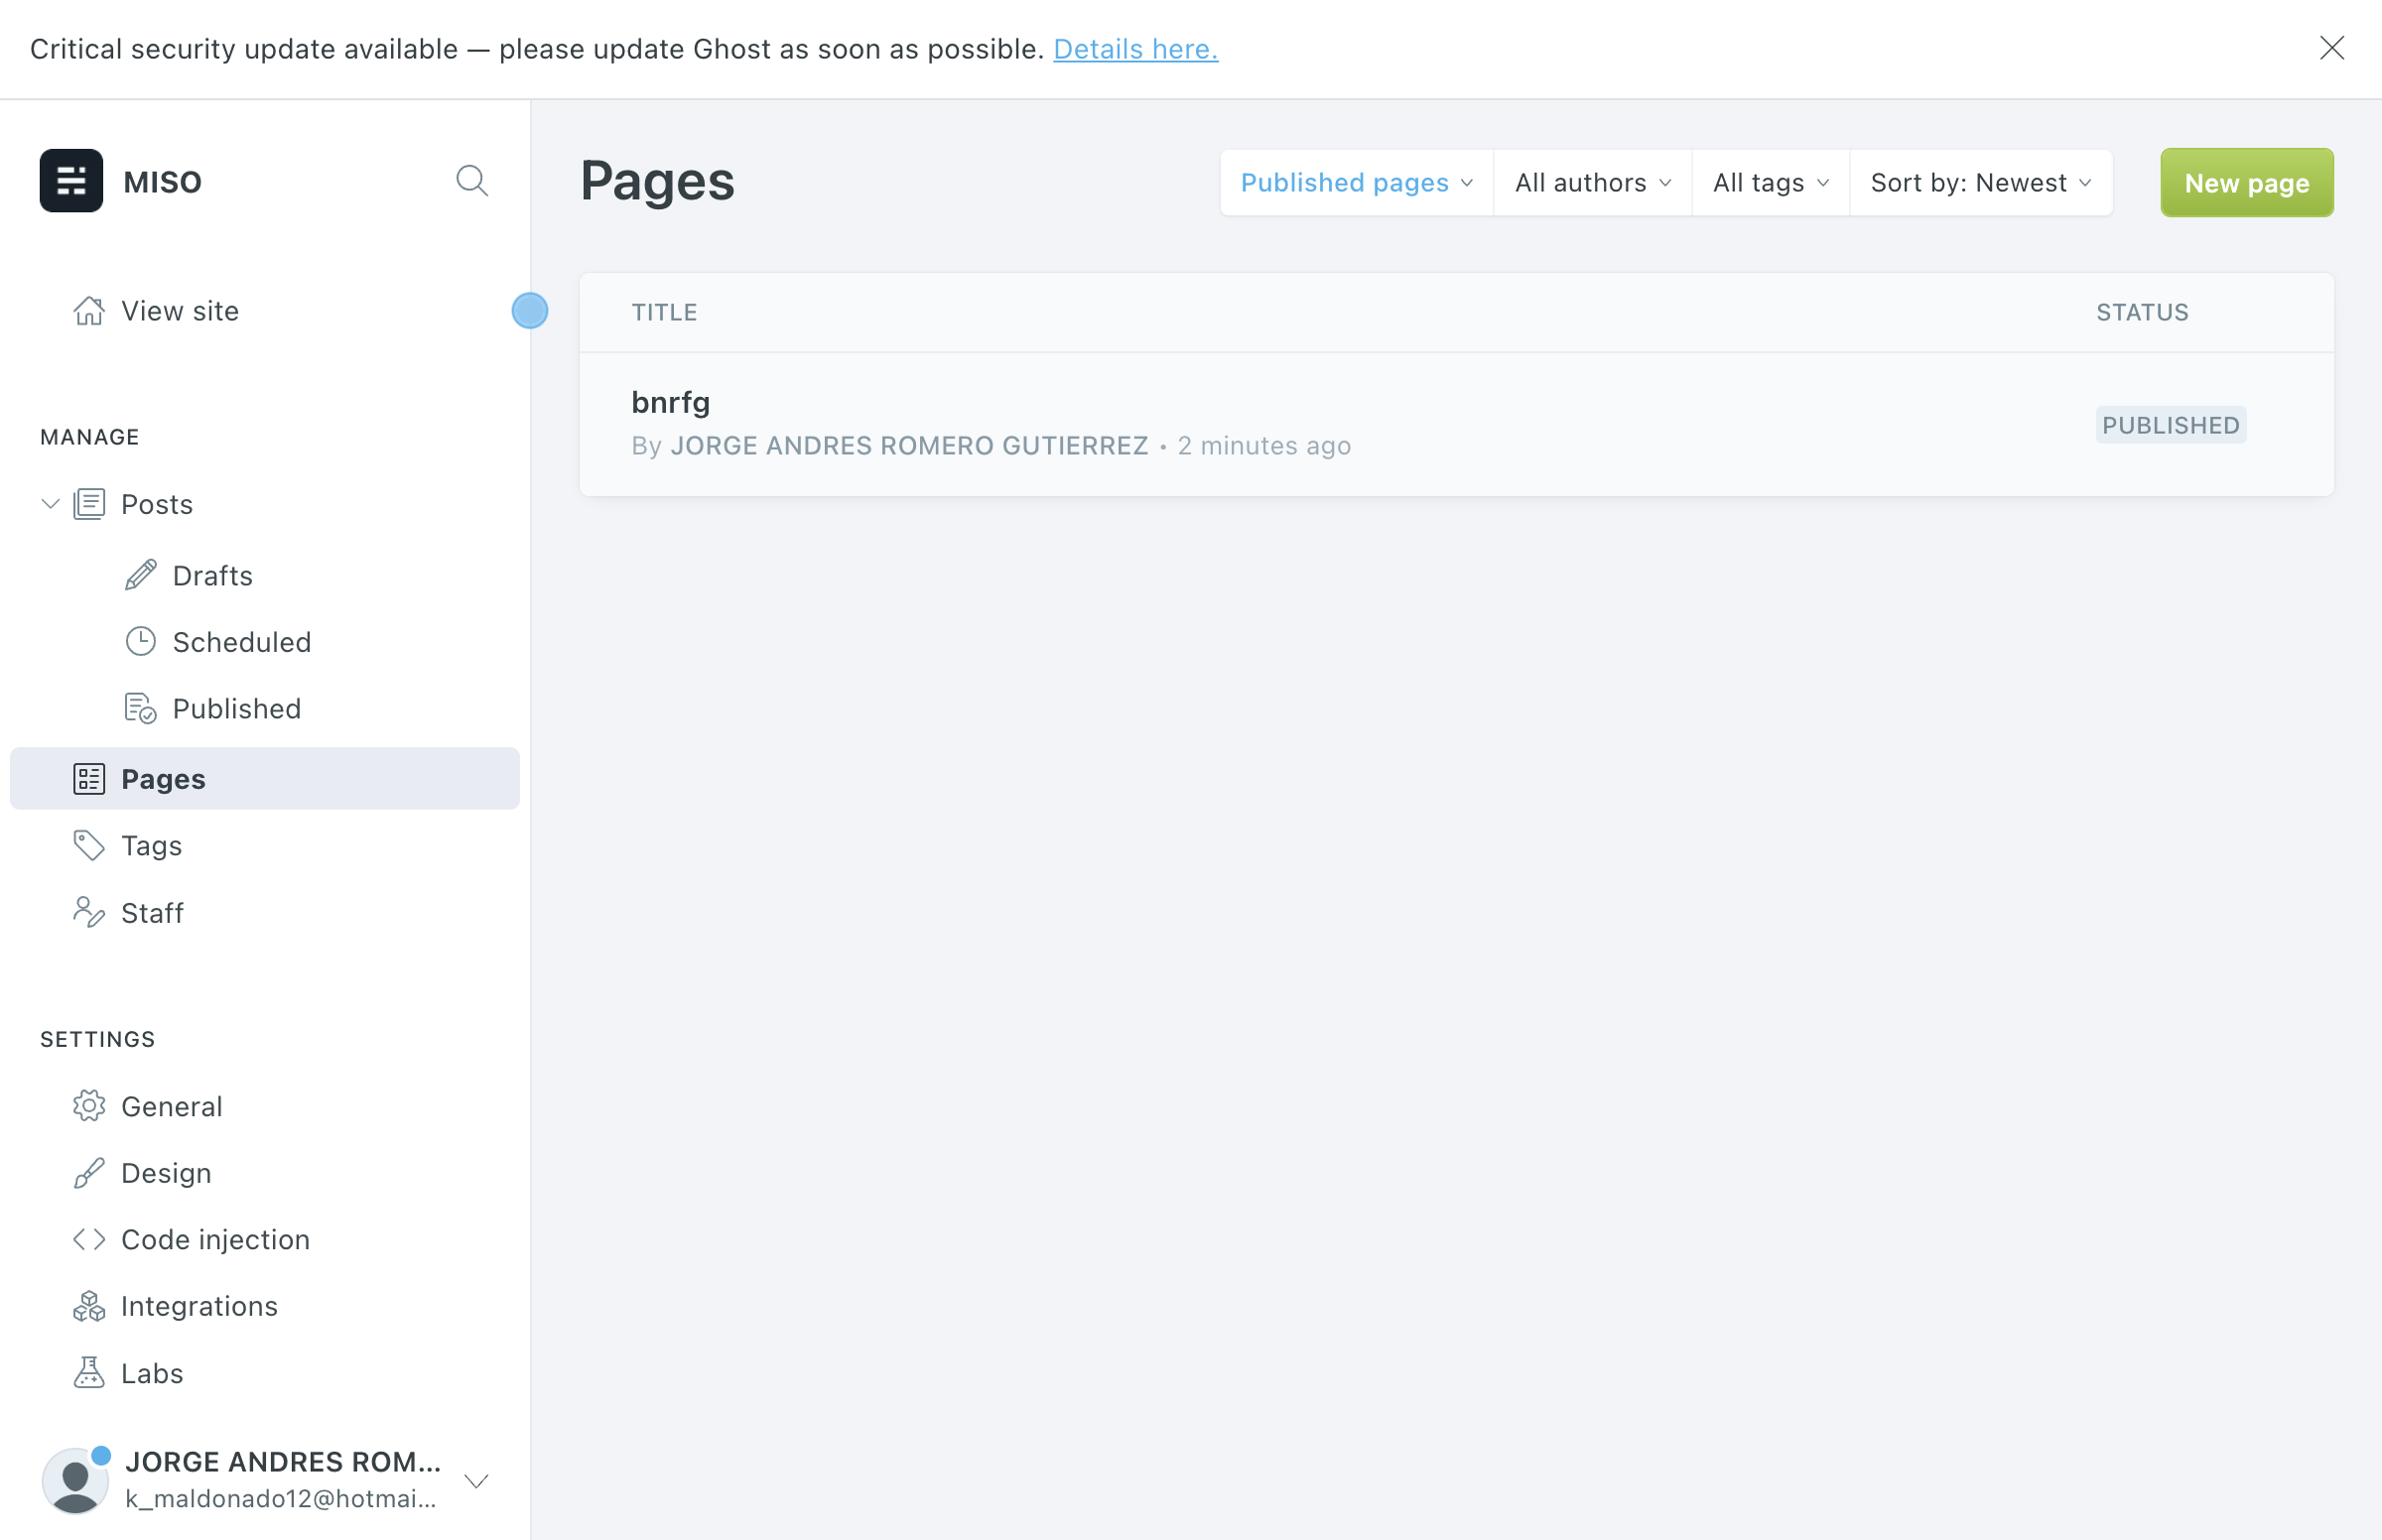 Critical security update available — please update Ghost as soon as possible. Details here.
MISO
View site
MANAGE
Posts
Drafts
Scheduled
Published
Pages
Tags
Staff
SETTINGS
General
Design
Code injection
Integrations
Labs
JORGE ANDRES ROM...
k_maldonado12@hotmai...
Pages
Published pages
All authors
All tags
Sort by: Newest
New page
TITLE
STATUS
bnrfg
By JORGE ANDRES ROMERO GUTIERREZ • 2 minutes ago
PUBLISHED